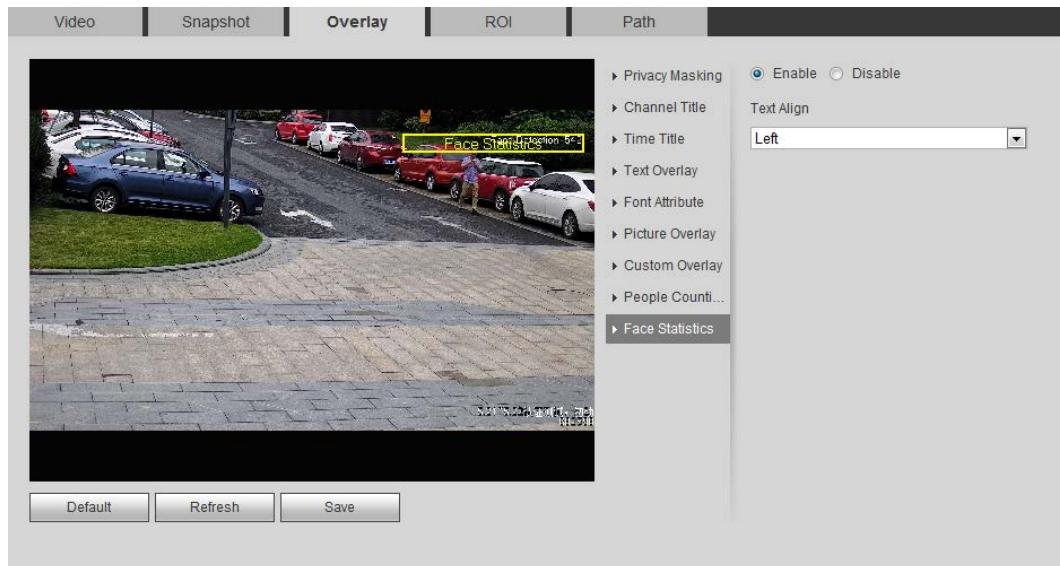 Video
Snapshot
Overlay
ROI
Path
Face Statistics
Privacy Masking
Channel Title
Time Title
Text Overlay
Font Attribute
Picture Overlay
Custom Overlay
People Counti...
Face Statistics
Enable
Disable
Text Align
Left
Default
Refresh
Save